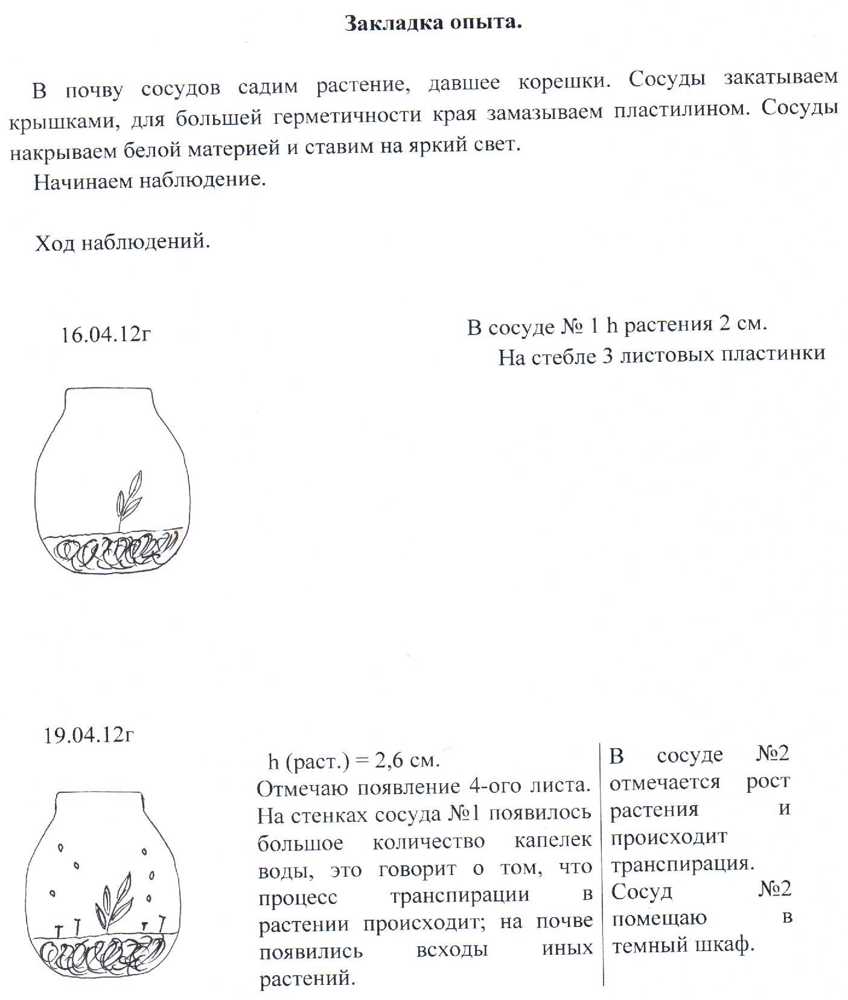 Закладка опыта.
В почву сосудов садим растение, давшее корешки. Сосуды закатываем
крышками, для большей герметичности края замазываем пластилином. Сосуды
накрываем белой материей и ставим на яркий свет.
Начинаем наблюдение.
Ход наблюдений.
16.04.12г
В сосуде № 1 h растения 2 см.
На стебле 3 листовых пластинки
19.04.12г
h (раст.) = 2,6 см.
Отмечаю появление 4-ого листа.
На стенках сосуда №1 появилось
большое количество капелек
воды, это говорит о том, что
процесс транспирации в
растении происходит; на почве
появились всходы иных
растений.
В сосуде №2
отмечается рост
растения и
происходит
транспирация.
Сосуд №2
помещаю в
темный шкаф.